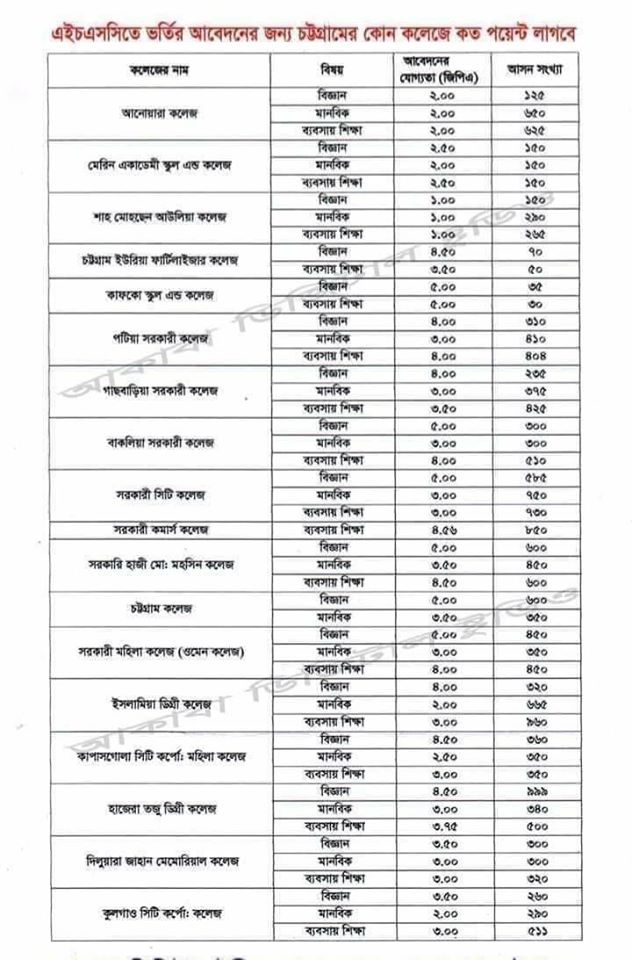 এইচএসসিতে ভর্তির আবেদনের জন্য চট্টগ্রামের কোন কলেজে কত পয়েন্ট লাগবে
কলেজের নাম বিষয় আবেদনের যোগ্যতা (জিপিএ) আসন সংখ্যা
আনোয়ারা কলেজ
বিজ্ঞান ২.০০ ১২৫
মানবিক ২.০০ ৬৫০
ব্যবসায় শিক্ষা ২.০০ ৬২৫
মেরিন একাডেমী স্কুল এন্ড কলেজ
বিজ্ঞান ২.৫০ ১৫০
মানবিক ২.০০ ১৫০
ব্যবসায় শিক্ষা ২.৫০ ১৫০
শাহ মোহছেন আউলিয়া কলেজ
বিজ্ঞান ১.০০ ১৫০
মানবিক ১.০০ ২৯০
ব্যবসায় শিক্ষা ১.০০ ২৬৫
চট্টগ্রাম ইউরিয়া ফার্টিলাইজার কলেজ
বিজ্ঞান ৪.৫০ ৭০
ব্যবসায় শিক্ষা ৩.৫০ ৫০
কাফকো স্কুল এন্ড কলেজ
বিজ্ঞান ৫.০০ ৩৫
ব্যবসায় শিক্ষা ৫.০০ ৩০
পটিয়া সরকারী কলেজ
বিজ্ঞান ৪.০০ ৩১০
মানবিক ৩.০০ ৪১০
ব্যবসায় শিক্ষা ৪.০০ ৪০৪
গাছবাড়িয়া সরকারী কলেজ
বিজ্ঞান ৪.০০ ২৩৫
মানবিক ৩.০০ ৩৭৫
ব্যবসায় শিক্ষা ৩.৫০ ৪২৫
বাকলিয়া সরকারী কলেজ
বিজ্ঞান ৫.০০ ৩০০
মানবিক ৩.০০ ৩০০
ব্যবসায় শিক্ষা ৪.০০ ৫১০
সরকারী সিটি কলেজ
বিজ্ঞান ৫.০০ ৫৮৫
মানবিক ৩.০০ ৭৫০
ব্যবসায় শিক্ষা ৩.০০ ৭৩০
সরকারী কমার্স কলেজ ব্যবসায় শিক্ষা ৪.৫৬ ৮৫০
সরকারি হাজী মো: মহসিন কলেজ
বিজ্ঞান ৫.০০ ৬০০
মানবিক ৩.৫০ ৪৫০
ব্যবসায় শিক্ষা ৪.৫০ ৬০০
চট্টগ্রাম কলেজ
বিজ্ঞান ৫.০০ ৬০০
মানবিক ৩.৫০ ৩৫০
সরকারী মহিলা কলেজ (ওমেন কলেজ)
বিজ্ঞান ৫.০০ ৪৫০
মানবিক ৩.০০ ৩৫০
ব্যবসায় শিক্ষা ৪.০০ ৪৫০
ইসলামিয়া ডিগ্রী কলেজ
বিজ্ঞান ৪.০০ ৩২০
মানবিক ২.০০ ৬৬৫
ব্যবসায় শিক্ষা ৩.০০ ৯৬০
কাপাসগোলা সিটি কর্পো: মহিলা কলেজ
বিজ্ঞান ৪.৫০ ৩৬০
মানবিক ২.৫০ ৩৫০
ব্যবসায় শিক্ষা ৩.০০ ৩৫০
হাজেরা তজু ডিগ্রী কলেজ
বিজ্ঞান ৪.৫০ ৯৯৯
মানবিক ৩.০০ ৩৪০
ব্যবসায় শিক্ষা ৩.৭৫ ৫০০
দিলুয়ারা জাহান মেমোরিয়াল কলেজ
বিজ্ঞান ৩.৫০ ৩০০
মানবিক ৩.০০ ৩০০
ব্যবসায় শিক্ষা ৩.০০ ৩২০
কুলগাও সিটি কর্পো: কলেজ
বিজ্ঞান ৩.৫০ ২৬০
মানবিক ২.০০ ২৯০
ব্যবসায় শিক্ষা ৩.০০ ৫১১